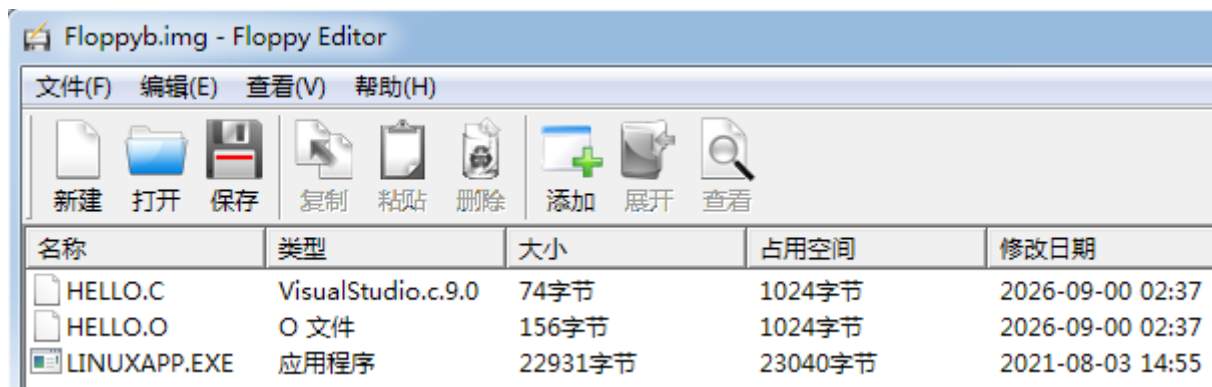 Floppyb.img - Floppy Editor
文件(F) 编辑(E) 查看(V) 帮助(H)
新建 打开 保存 复制 粘贴 删除 添加 展开 查看
名称 类型 大小 占用空间 修改日期
HELLO.C VisualStudio.c.9.0 74字节 1024字节 2026-09-00 02:37
HELLO.O O 文件 156字节 1024字节 2026-09-00 02:37
LINUXAPP.EXE 应用程序 22931字节 23040字节 2021-08-03 14:55